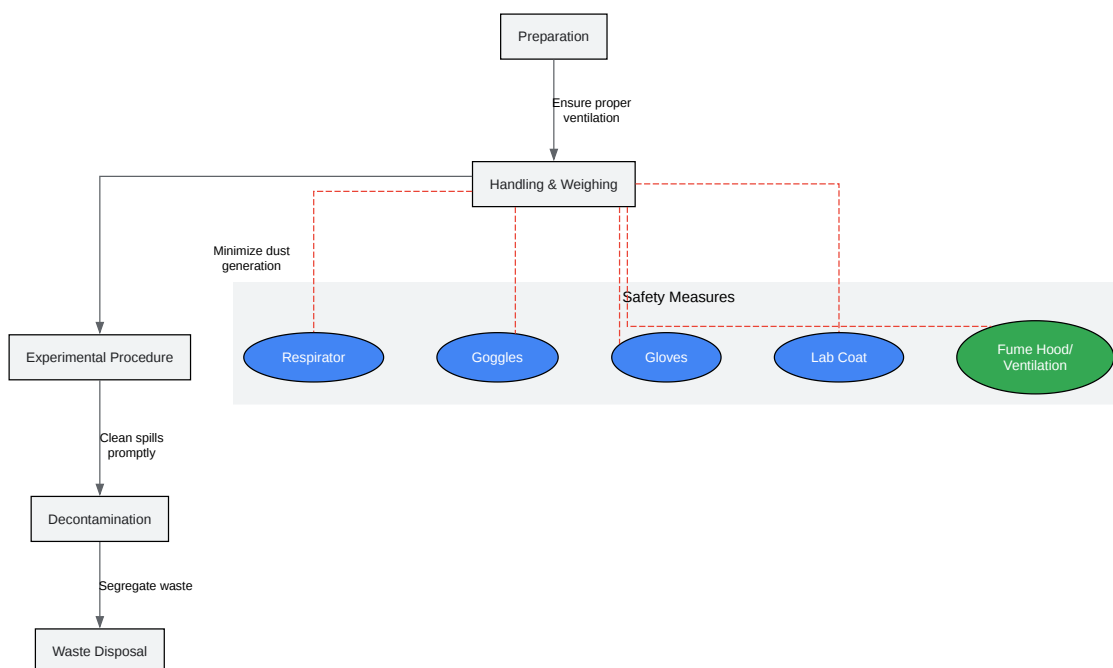 Preparation
Ensure proper
ventilation
Handling & Weighing
Minimize dust
generation
Safety Measures
Experimental Procedure
Respirator
Goggles
Gloves
Lab Coat
Fume Hood/
Ventilation
Clean spills
promptly
Decontamination
Segregate waste
Waste Disposal